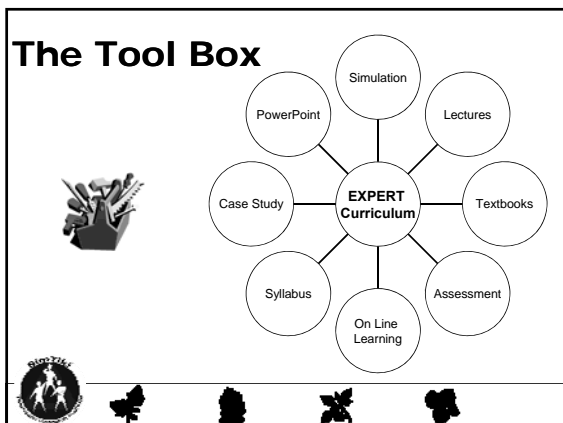 The Tool Box
Simulation
PowerPoint
Lectures
Case Study
EXPERT
Curriculum
Textbooks
Syllabus
Assessment
On Line
Learning